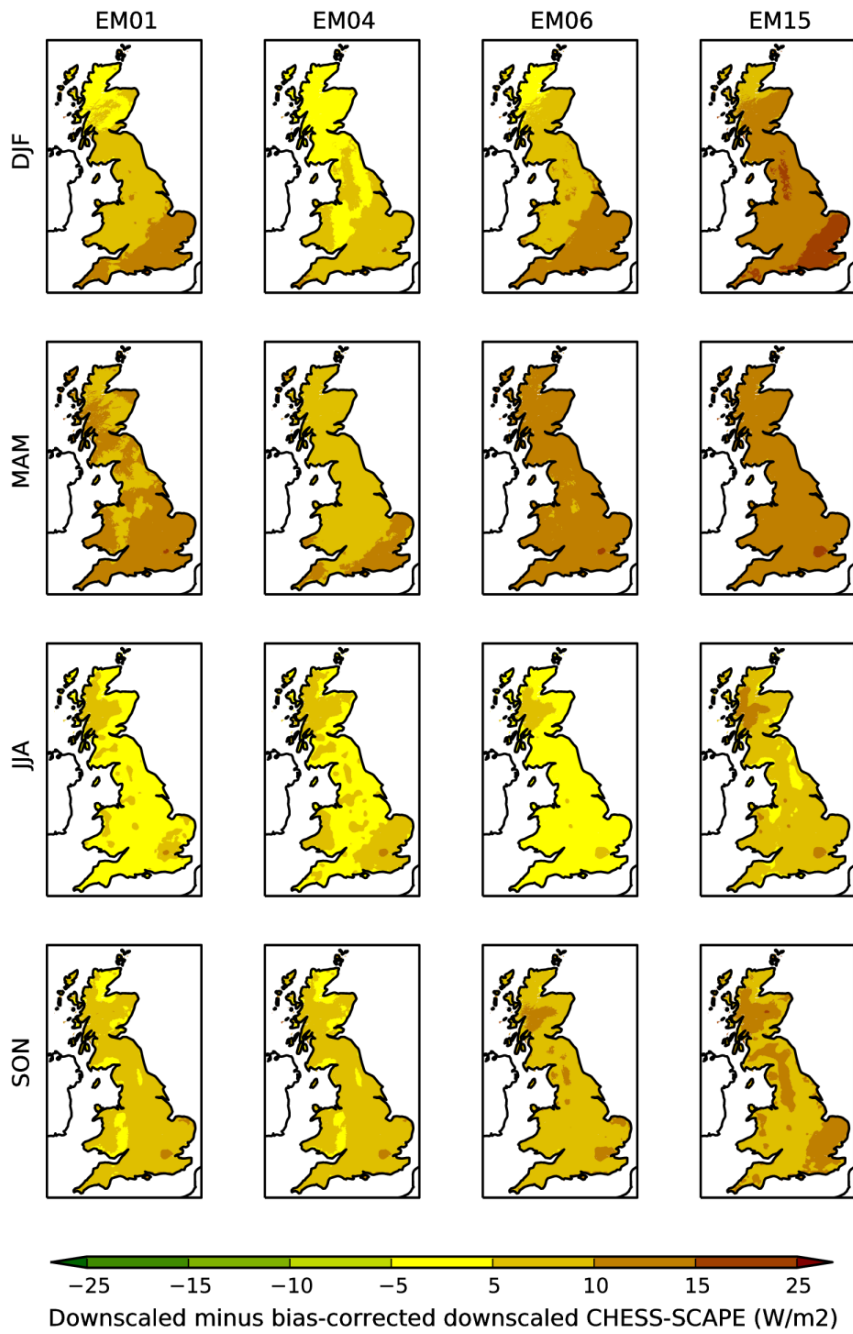 EM01 EM04 EM06 EM15
DJF
MAM
JJA
SON
−25 −15 −10 −5 5 10 15 25
Downscaled minus bias-corrected downscaled CHESS-SCAPE (W/m2)